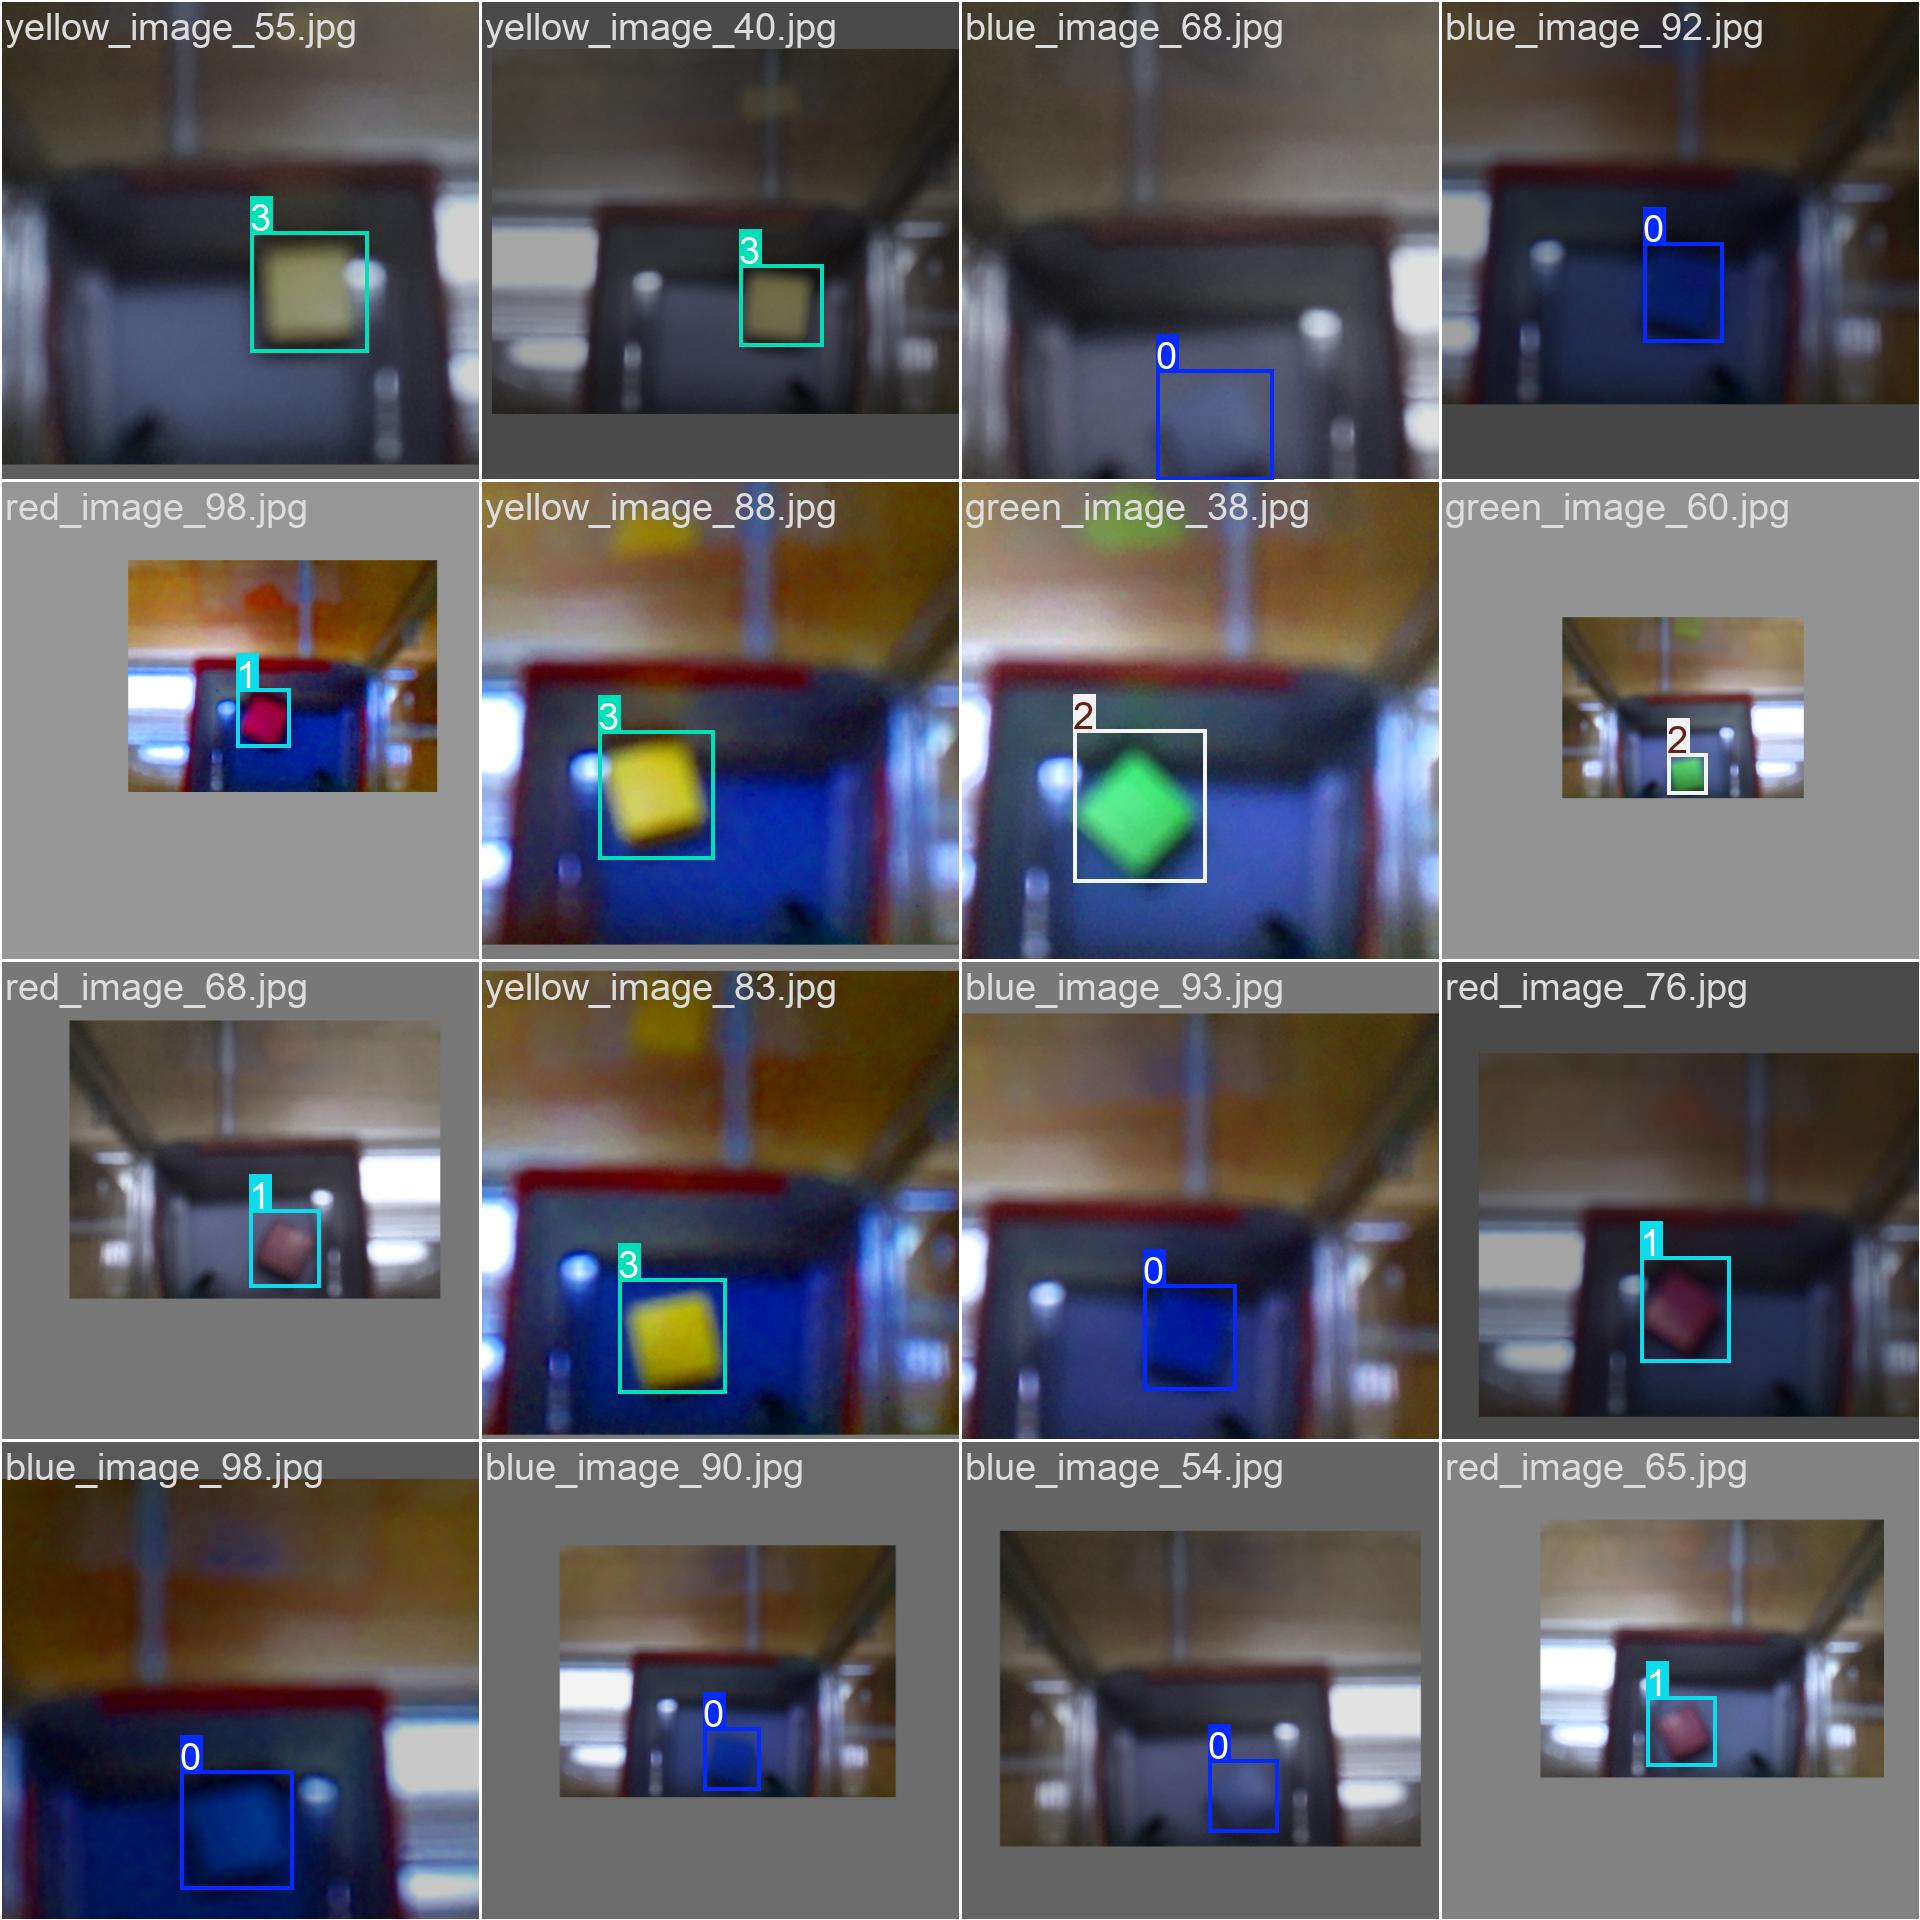 yellow_image_55.jpg
yellow_image_40.jpg
blue_image_68.jpg
blue_image_92.jpg
3
3
0
0
red_image_98.jpg
yellow_image_88.jpg
green_image_38.jpg
green_image_60.jpg
1
3
2
2
red_image_68.jpg
yellow_image_83.jpg
blue_image_93.jpg
red_image_76.jpg
1
3
0
1
blue_image_98.jpg
blue_image_90.jpg
blue_image_54.jpg
red_image_65.jpg
0
0
0
1